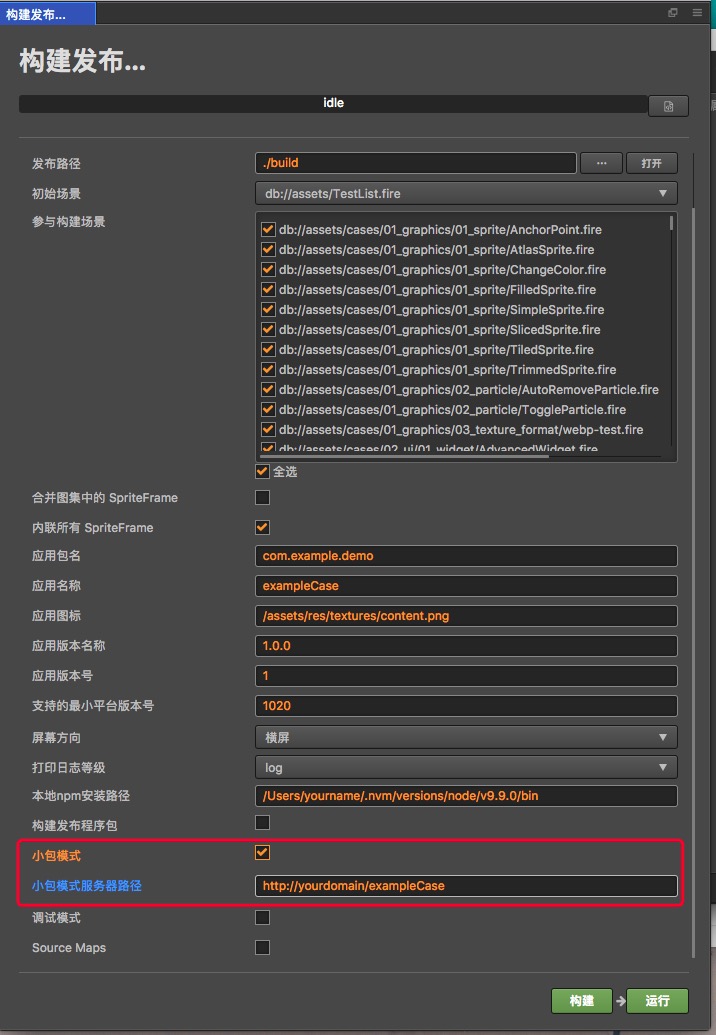 构建发布...
构建发布...
idle
发布路径 ./build ... 打开
初始场景 db://assets/TestList.fire
参与构建场景
db://assets/cases/01_graphics/01_sprite/AnchorPoint.fire
db://assets/cases/01_graphics/01_sprite/AtlasSprite.fire
db://assets/cases/01_graphics/01_sprite/ChangeColor.fire
db://assets/cases/01_graphics/01_sprite/FilledSprite.fire
db://assets/cases/01_graphics/01_sprite/SimpleSprite.fire
db://assets/cases/01_graphics/01_sprite/SlicedSprite.fire
db://assets/cases/01_graphics/01_sprite/TiledSprite.fire
db://assets/cases/01_graphics/01_sprite/TrimmedSprite.fire
db://assets/cases/01_graphics/02_particle/AutoRemoveParticle.fire
db://assets/cases/01_graphics/02_particle/ToggleParticle.fire
db://assets/cases/01_graphics/03_texture_format/webp-test.fire
db://assets/cases/02_ui/01_widget/AdvancedWidget.fire
全选
合并图集中的 SpriteFrame
内联所有 SpriteFrame
应用包名 com.example.demo
应用名称 exampleCase
应用图标 /assets/res/textures/content.png
应用版本名称 1.0.0
应用版本号 1
支持的最小平台版本号 1020
屏幕方向 横屏
打印日志等级 log
本地npm安装路径 /Users/yourname/.nvm/versions/node/v9.9.0/bin
构建发布程序包
小包模式
小包模式服务器路径 http://yourdomain/exampleCase
调试模式
Source Maps
构建 运行